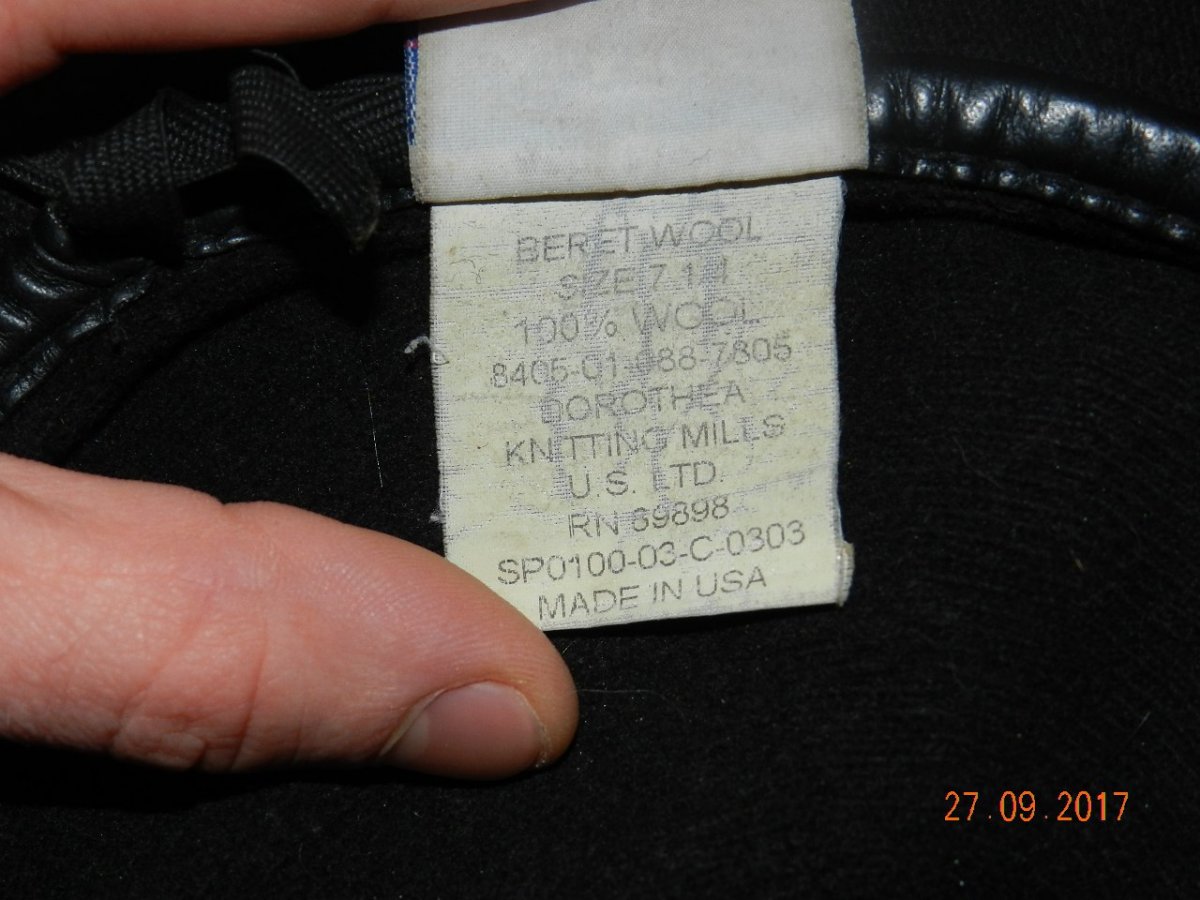 BERET WOOL
SIZE 7 1/4
100% WOOL
8405-01-088-7805
DOROTHEA
KNITTING MILLS
U.S. LTD.
RN 89898
SP0100-03-C-0303
MADE IN USA
27.09.2017